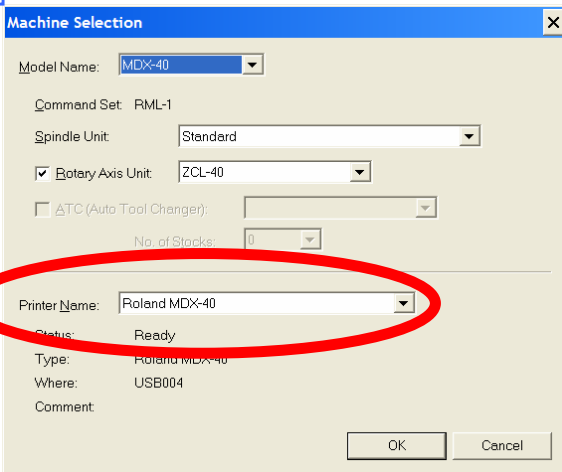 Machine Selection
Model Name: MDX-40
Command Set: RML-1
Spindle Unit: Standard
Rotary Axis Unit: ZCL-40
ATC (Auto Tool Changer):
No. of Stocks: 0
Printer Name: Roland MDX-40
Status: Ready
Type: Roland MDX-40
Where: USB004
Comment:
OK Cancel